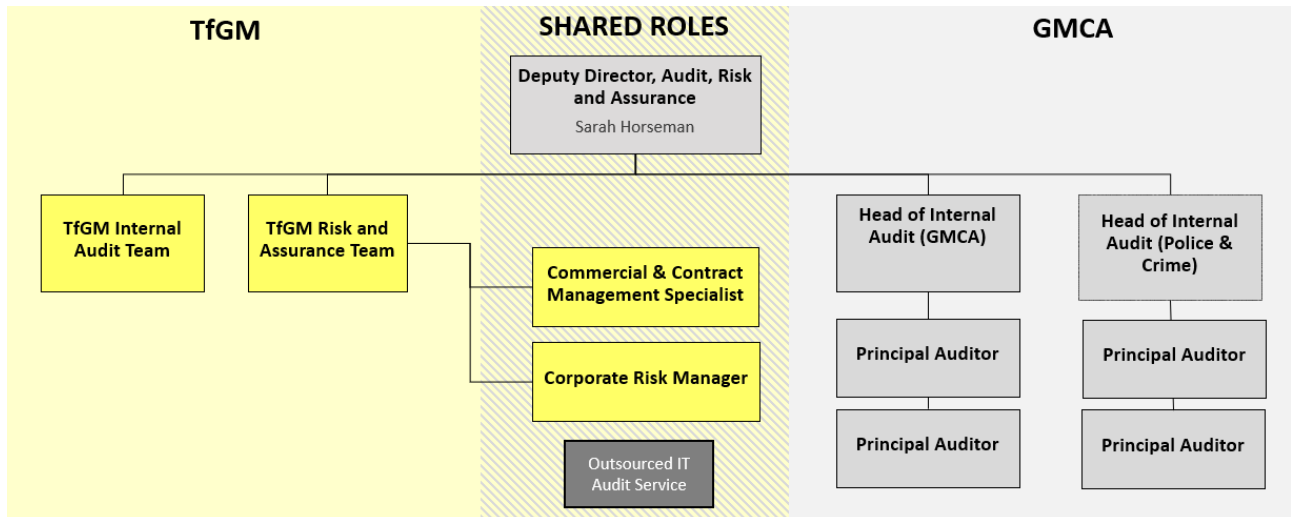 TfGM
SHARED ROLES
GMCA
Deputy Director, Audit, Risk
and Assurance
Sarah Horseman
TfGM Internal
Audit Team
TfGM Risk and
Assurance Team
Head of Internal
Audit (GMCA)
Head of Internal
Audit (Police &
Crime)
Commercial & Contract
Management Specialist
Corporate Risk Manager
Principal Auditor
Principal Auditor
Principal Auditor
Principal Auditor
Outsourced IT
Audit Service